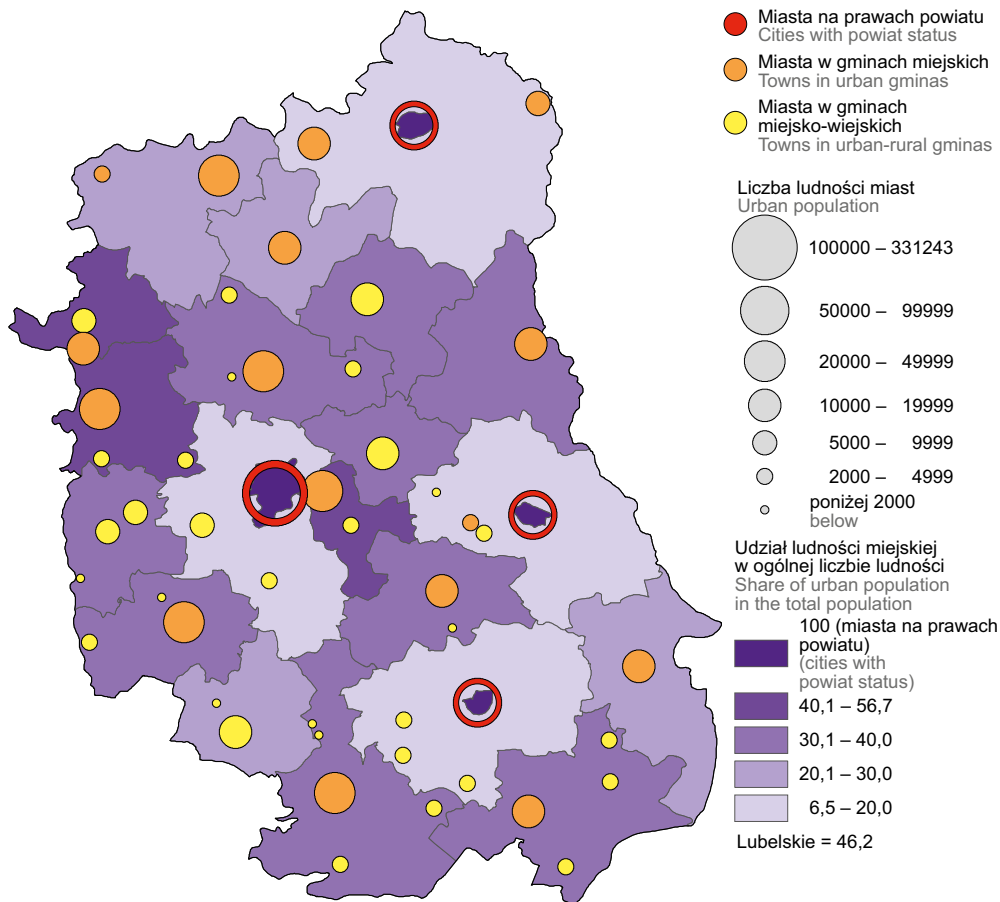 Miasta na prawach powiatu
Cities with powiat status
Miasta w gminach miejskich
Towns in urban gminas
Miasta w gminach
miejsko-wiejskich
Towns in urban-rural gminas
Liczba ludności miast
Urban population
100000 – 331243
50000 – 99999
20000 – 49999
10000 – 19999
5000 – 9999
2000 – 4999
poniżej 2000
below
Udział ludności miejskiej
w ogólnej liczbie ludności
Share of urban population
in the total population
100 (miasta na prawach
powiatu)
(cities with
powiat status)
40,1 – 56,7
30,1 – 40,0
20,1 – 30,0
6,5 – 20,0
Lubelskie = 46,2